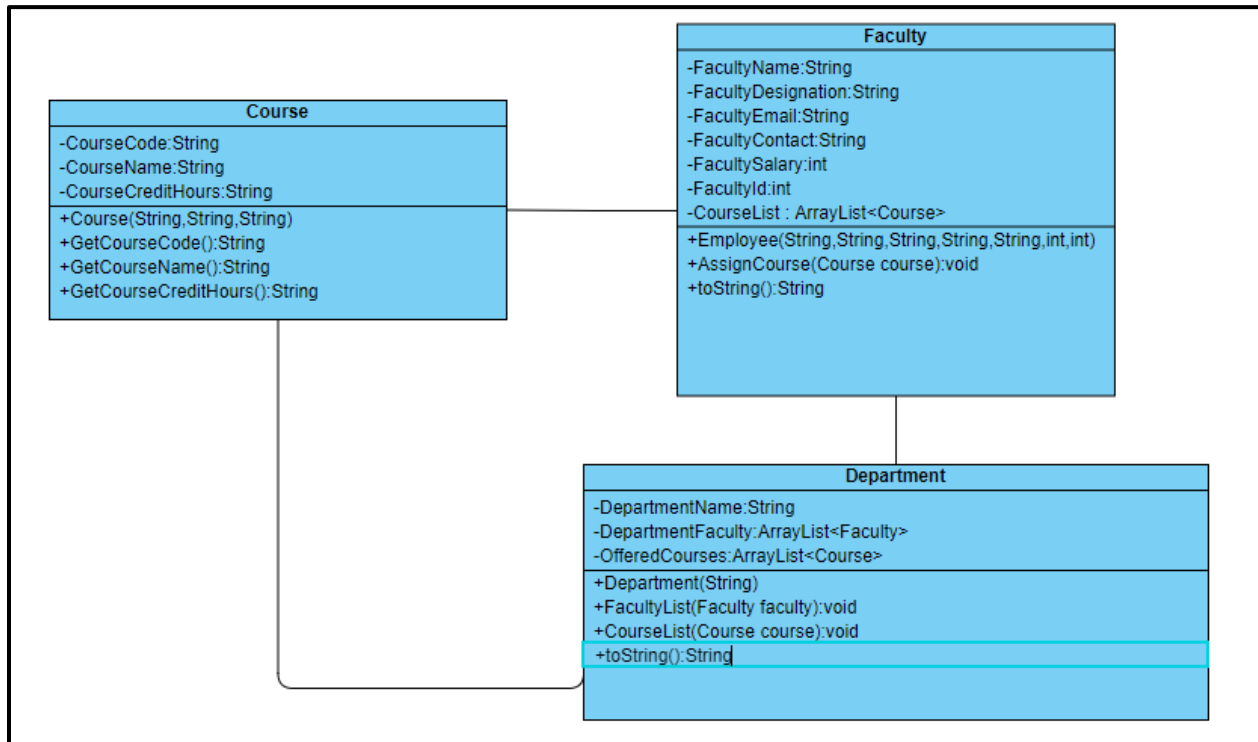 Course
-CourseCode:String
-CourseName:String
-CourseCreditHours:String
+Course(String,String,String)
+GetCourseCode():String
+GetCourseName():String
+GetCourseCreditHours():String
Faculty
-FacultyName:String
-FacultyDesignation:String
-FacultyEmail:String
-FacultyContact:String
-FacultySalary:int
-FacultyId:int
-CourseList : ArrayList<Course>
+Employee(String,String,String,String,String,int,int)
+AssignCourse(Course course):void
+toString():String
Department
-DepartmentName:String
-DepartmentFaculty:ArrayList<Faculty>
-OfferedCourses:ArrayList<Course>
+Department(String)
+FacultyList(Faculty faculty):void
+CourseList(Course course):void
+toString():String